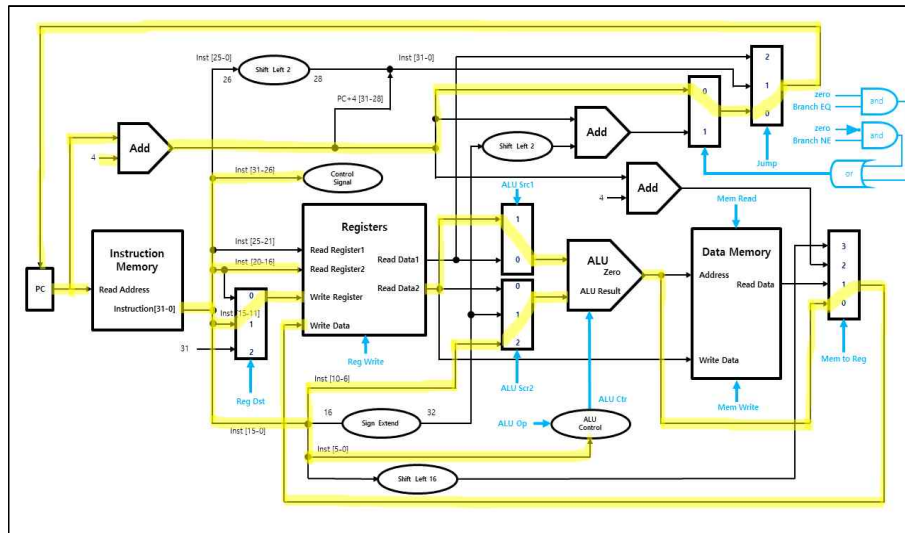 Inst [25-0]
Shift Left 2
26
28
Inst [31-0]
PC+4 [31-28]
2
1
0
Jump
0
1
zero
Branch EQ
and
zero
Branch NE
and
or
4
Add
Shift Left 2
Add
4
Add
Inst [31-26]
Control
Signal
ALU Src1
1
0
Mem Read
Registers
Inst [25-21]
Read Register1
Read Data1
Inst [20-16]
Read Register2
Read Data2
Write Register
Write Data
Reg Write
PC
Instruction
Memory
Read Address
Instruction[31-0]
0
1
2
Inst [15-11]
31
Reg Dst
0
1
2
ALU Scr2
ALU
Zero
ALU Result
ALU Ctr
Data Memory
Address
Read Data
Write Data
Mem Write
3
2
1
0
Mem to Reg
Inst [10-6]
16
Sign Extend
32
ALU Op
ALU
Control
Inst [15-0]
Inst [5-0]
Shift Left 16